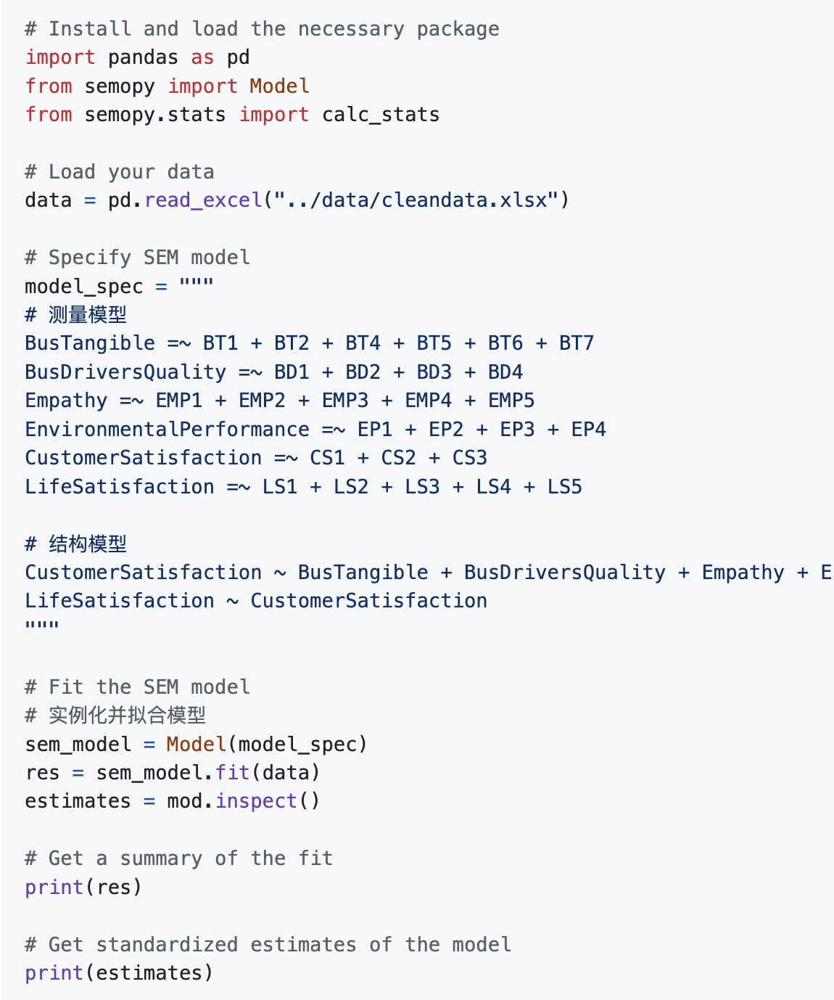 # Install and load the necessary package
import pandas as pd
from semopy import Model
from semopy.stats import calc_stats
# Load your data
data = pd.read_excel("../data/cleandata.xlsx")
# Specify SEM model
model_spec = """
# 测量模型
BusTangible =~ BT1 + BT2 + BT4 + BT5 + BT6 + BT7
BusDriversQuality =~ BD1 + BD2 + BD3 + BD4
Empathy =~ EMP1 + EMP2 + EMP3 + EMP4 + EMP5
EnvironmentalPerformance =~ EP1 + EP2 + EP3 + EP4
CustomerSatisfaction =~ CS1 + CS2 + CS3
LifeSatisfaction =~ LS1 + LS2 + LS3 + LS4 + LS5
# 结构模型
CustomerSatisfaction ~ BusTangible + BusDriversQuality + Empathy +
LifeSatisfaction ~ CustomerSatisfaction
"""
# Fit the SEM model
# 实例化并拟合模型
sem_model = Model(model_spec)
res = sem_model.fit(data)
estimates = mod.inspect()
# Get a summary of the fit
print(res)
# Get standardized estimates of the model
print(estimates)